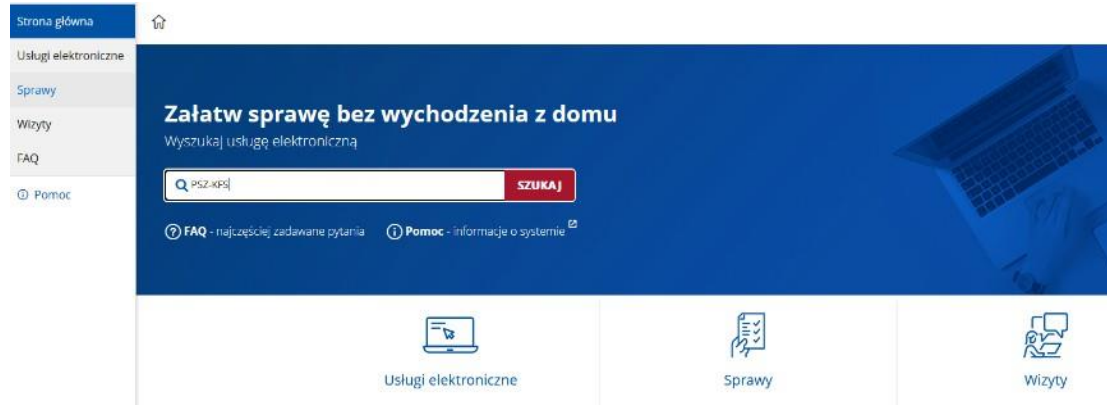 Strona główna
Usługi elektroniczne
Sprawy
Wizyty
FAQ
Pomoc
Załatw sprawę bez wychodzenia z domu
Wyszukaj usługę elektroniczną
PSZ-KFS
SZUKAJ
FAQ - najczęściej zadawane pytania
Pomoc - informacje o systemie
Usługi elektroniczne
Sprawy
Wizyty